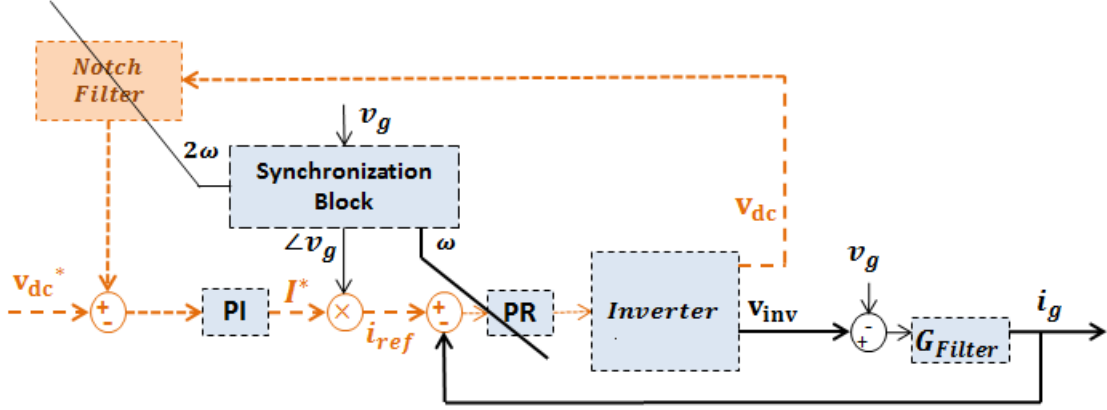 Notch
Filter
v_g
2ω
Synchronization
Block
v_dc
∠v_g
ω
v_g
v_dc*
+
-
PI
I*
×
i_ref
+
-
PR
Inverter
v_inv
-
+
G_Filter
i_g